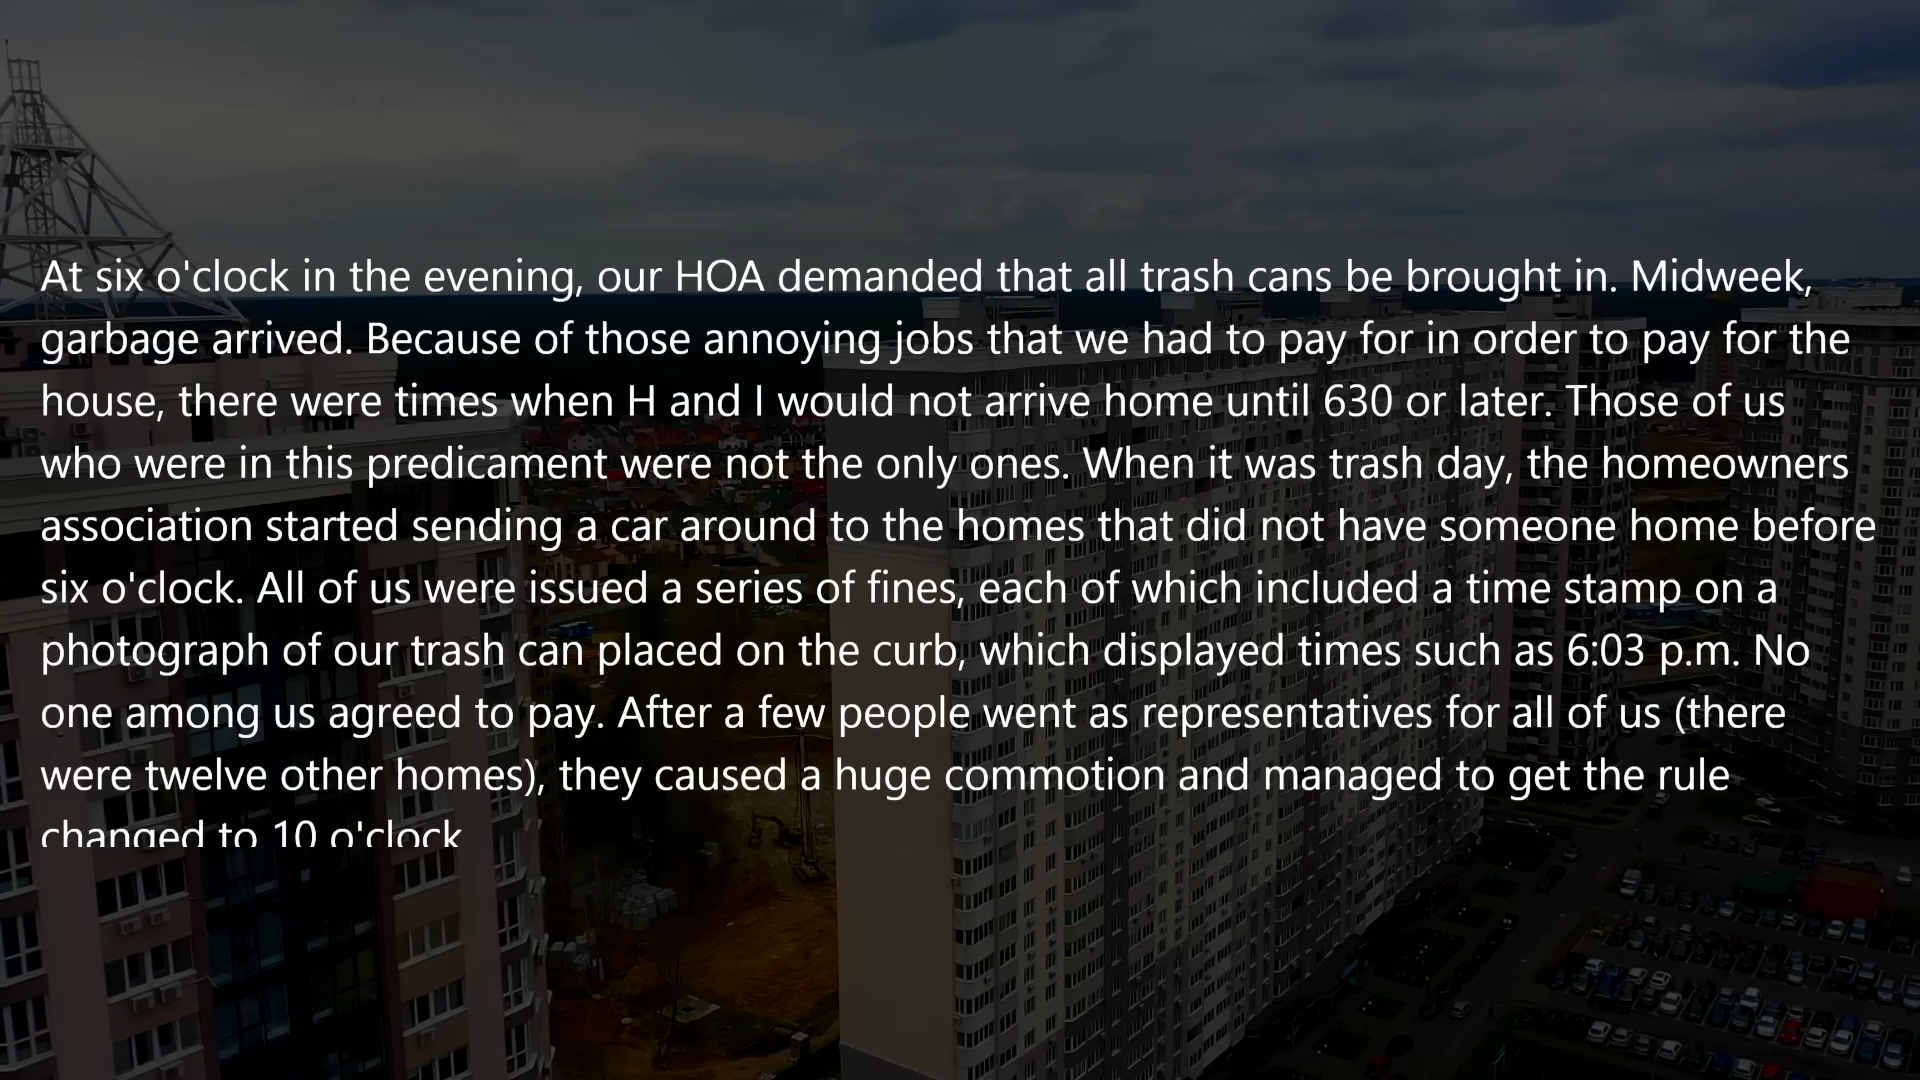 At six o'clock in the evening, our HOA demanded that all trash cans be brought in. Midweek,
garbage arrived. Because of those annoying jobs that we had to pay for in order to pay for the
house, there were times when H and I would not arrive home until 630 or later. Those of us
who were in this predicament were not the only ones. When it was trash day, the homeowners
association started sending a car around to the homes that did not have someone home before
six o'clock. All of us were issued a series of fines, each of which included a time stamp on a
photograph of our trash can placed on the curb, which displayed times such as 6:03 p.m. No
one among us agreed to pay. After a few people went as representatives for all of us (there
were twelve other homes), they caused a huge commotion and managed to get the rule
changed to 10 o'clock